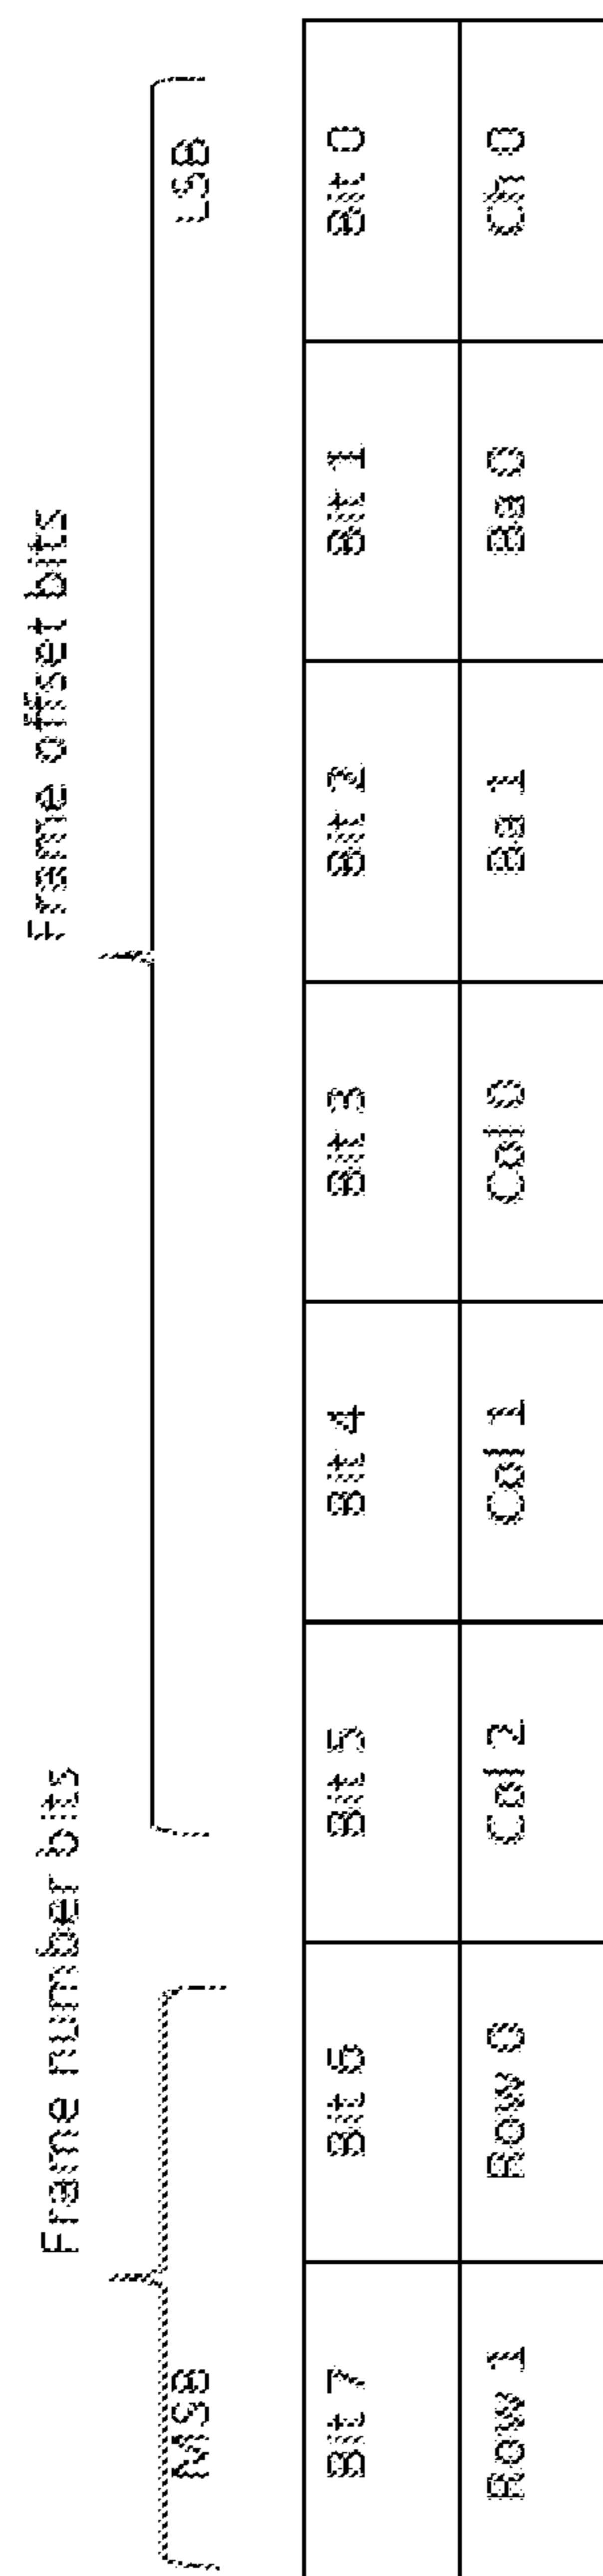 Frame number bits Frame offset bits
MSB LSB
Bit 7 Bit 6 Bit 5 Bit 4 Bit 3 Bit 2 Bit 1 Bit 0
Row 1 Row 0 Col 2 Col 1 Col 0 Ba 1 Ba 0 Ch 0